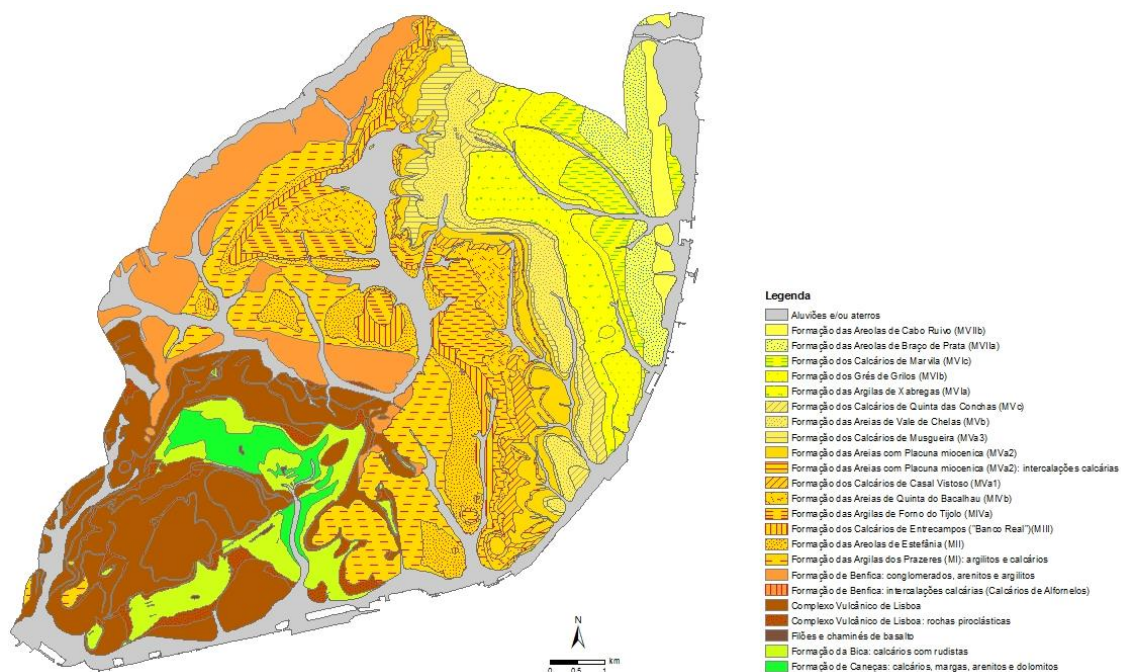 Legenda
Aluviões e/ou aterros
Formação das Areolas de Cabo Ruivo (MVIIb)
Formação das Areolas de Braço de Prata (MVIIa)
Formação dos Calcários de Marvila (MVIc)
Formação dos Grés de Grilos (MVIb)
Formação das Argilas de Xabregas (MVIa)
Formação dos Calcários de Quinta das Conchas (MVc)
Formação das Areias de Vale de Chelas (MVb)
Formação dos Calcários de Musgueira (MVa3)
Formação das Areias com Placuna miocenica (MVa2)
Formação das Areias com Placuna miocenica (MVa2): intercalações calcárias
Formação dos Calcários de Casal Vistoso (MVa1)
Formação das Areias de Quinta do Bacalhau (MIVb)
Formação das Argilas de Forno do Tijolo (MIVa)
Formação dos Calcários de Entrecampos ("Banco Real")(MIII)
Formação das Areolas de Estefânia (MII)
Formação das Argilas dos Prazeres (MI): argilitos e calcários
Formação de Benfica: conglomerados, arenitos e argilitos
Formação de Benfica: intercalações calcárias (Calcários de Alfornelos)
Complexo Vulcânico de Lisboa
Complexo Vulcânico de Lisboa: rochas piroclásticas
Filões e chaminés de basalto
Formação da Bica: calcários com rudistas
Formação de Caneças: calcários, margas, arenitos e dolomitos
N
km
0 0.5 1